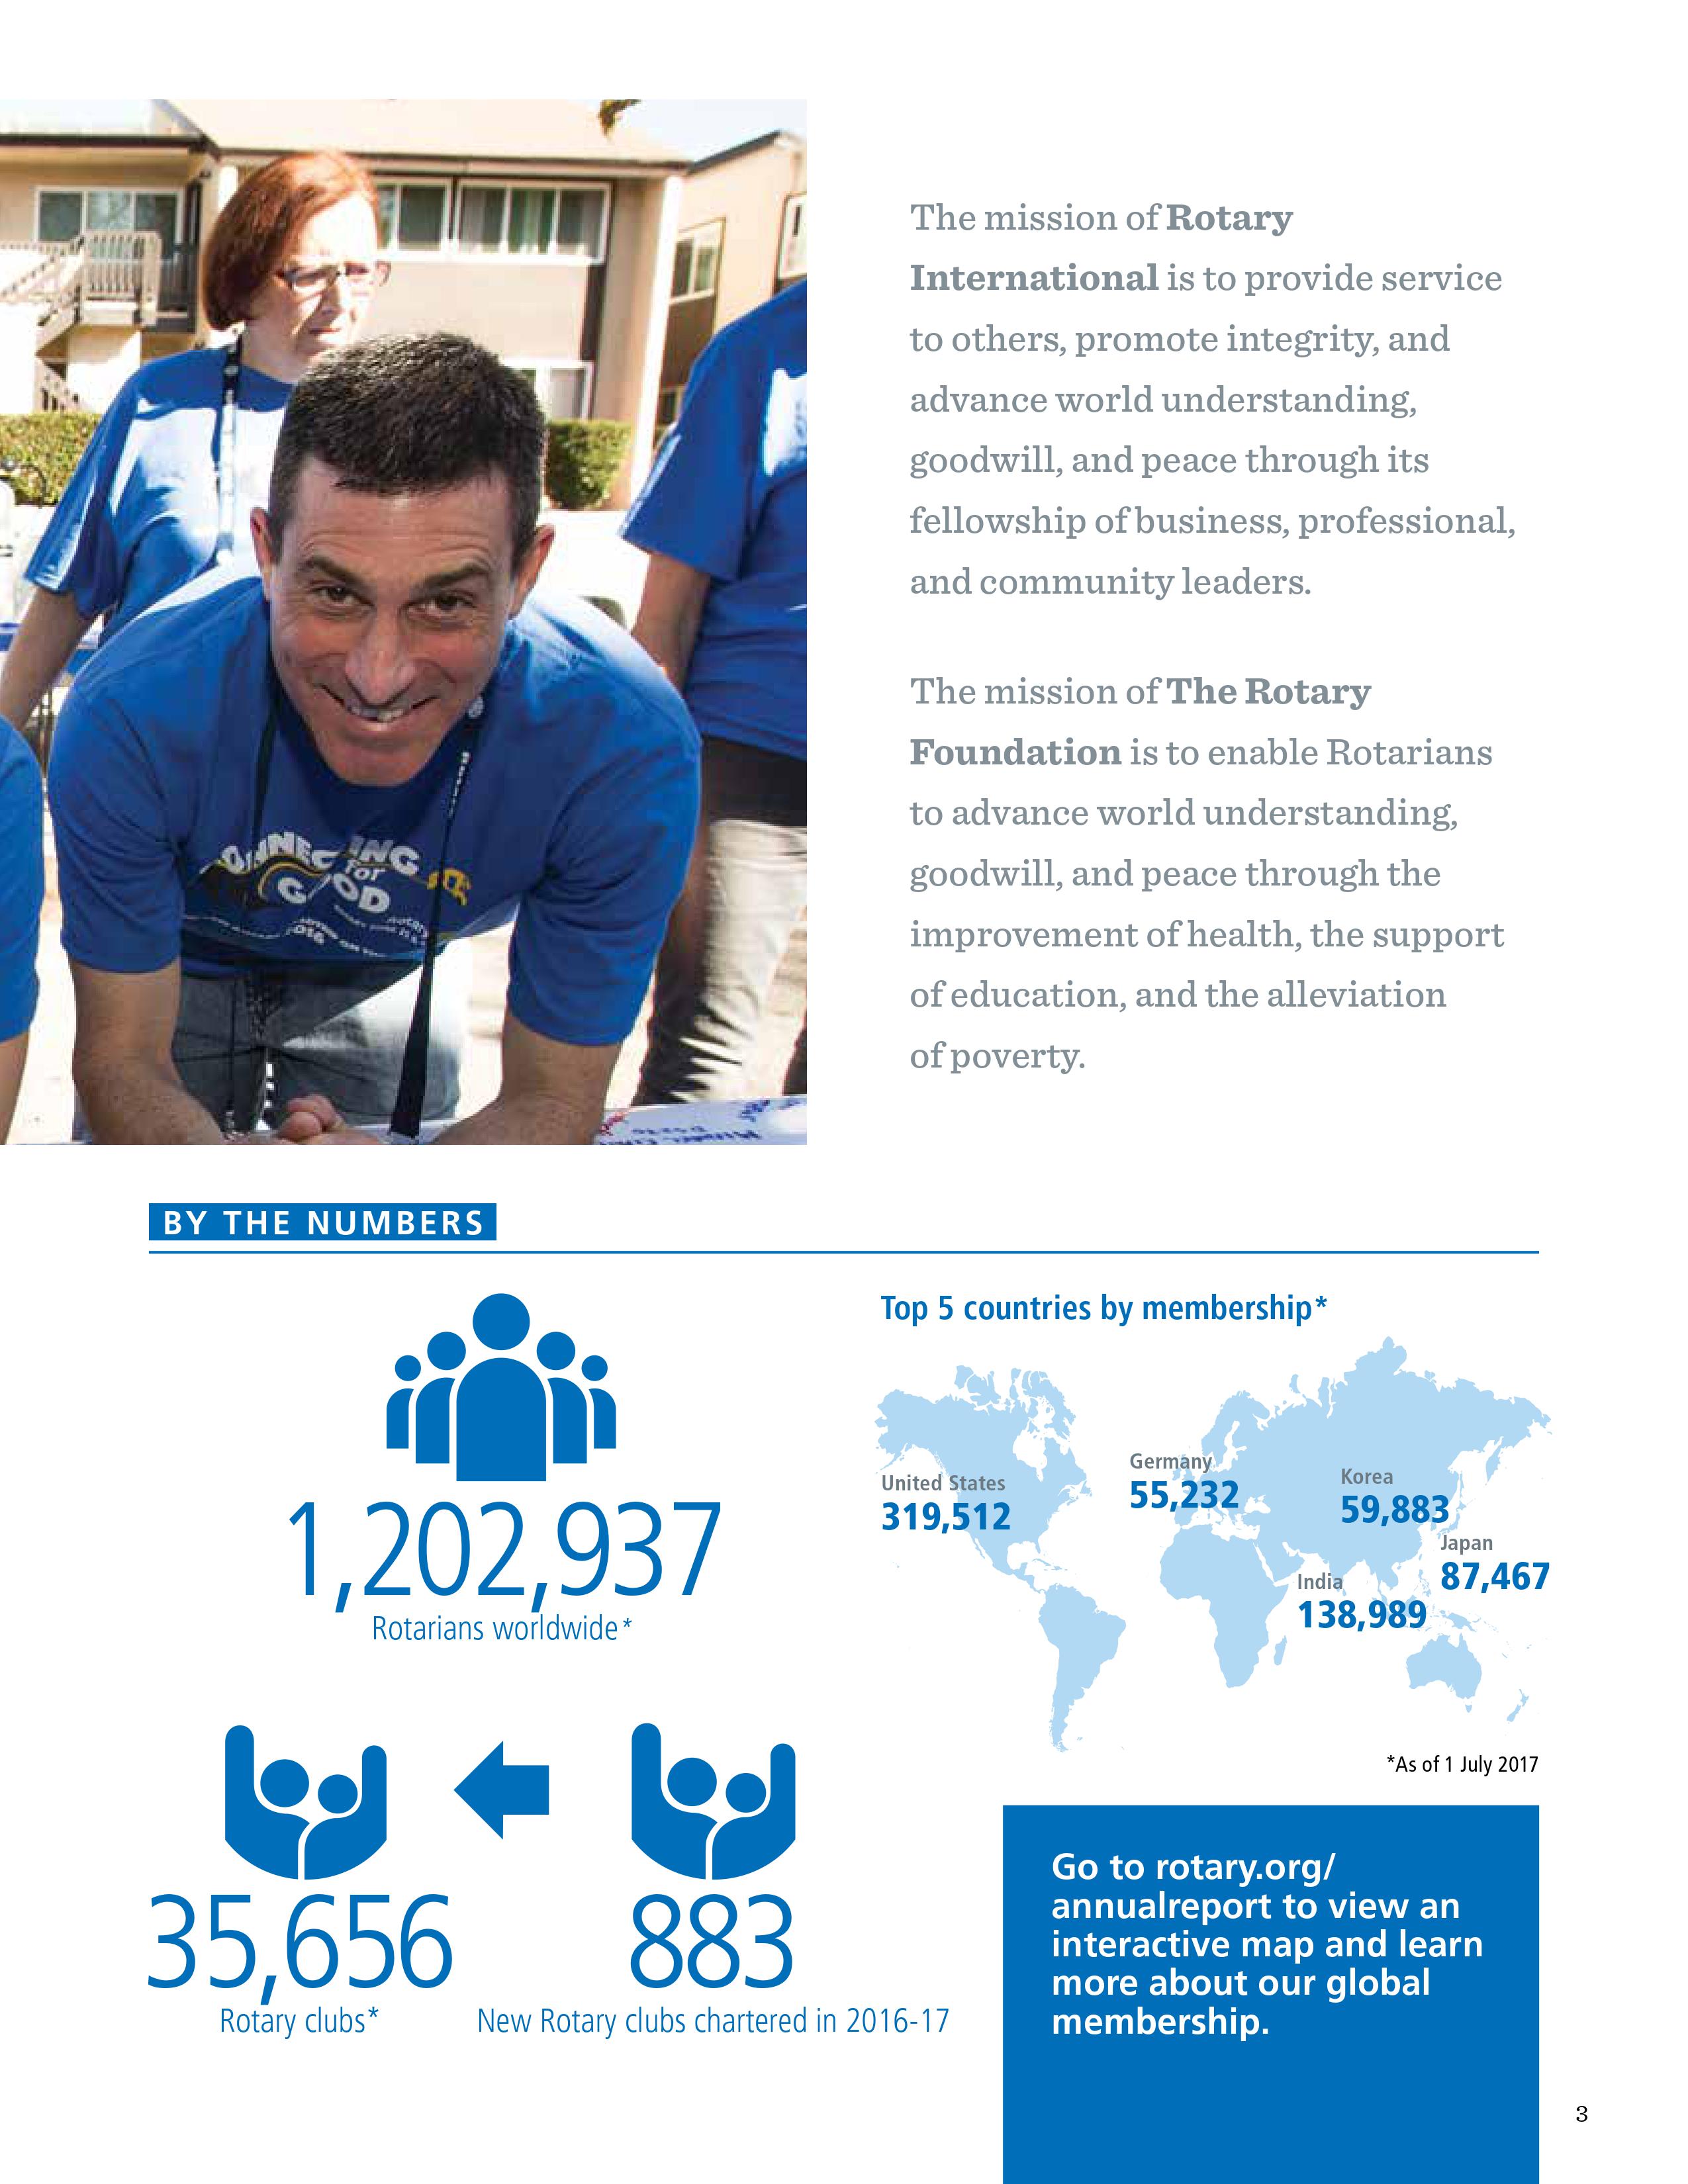 CONNECTING
for
GOOD
2016
The mission of Rotary
International is to provide service
to others, promote integrity, and
advance world understanding,
goodwill, and peace through its
fellowship of business, professional,
and community leaders.
The mission of The Rotary
Foundation is to enable Rotarians
to advance world understanding,
goodwill, and peace through the
improvement of health, the support
of education, and the alleviation
of poverty.
BY THE NUMBERS
1,202,937
Rotarians worldwide*
35,656
Rotary clubs*
883
New Rotary clubs chartered in 2016-17
Top 5 countries by membership*
United States
319,512
Germany
55,232
Korea
59,883
Japan
87,467
India
138,989
*As of 1 July 2017
Go to rotary.org/
annualreport to view an
interactive map and learn
more about our global
membership.
3